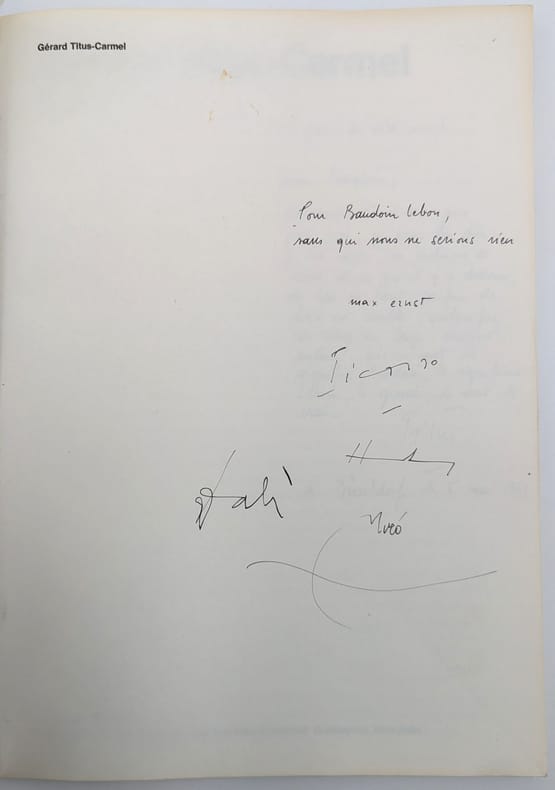 Gérard Titus-Carmel
Pour Baudoin Lebon,
sans qui nous ne serions rien
max ernst
Picasso
Dalí
Miró